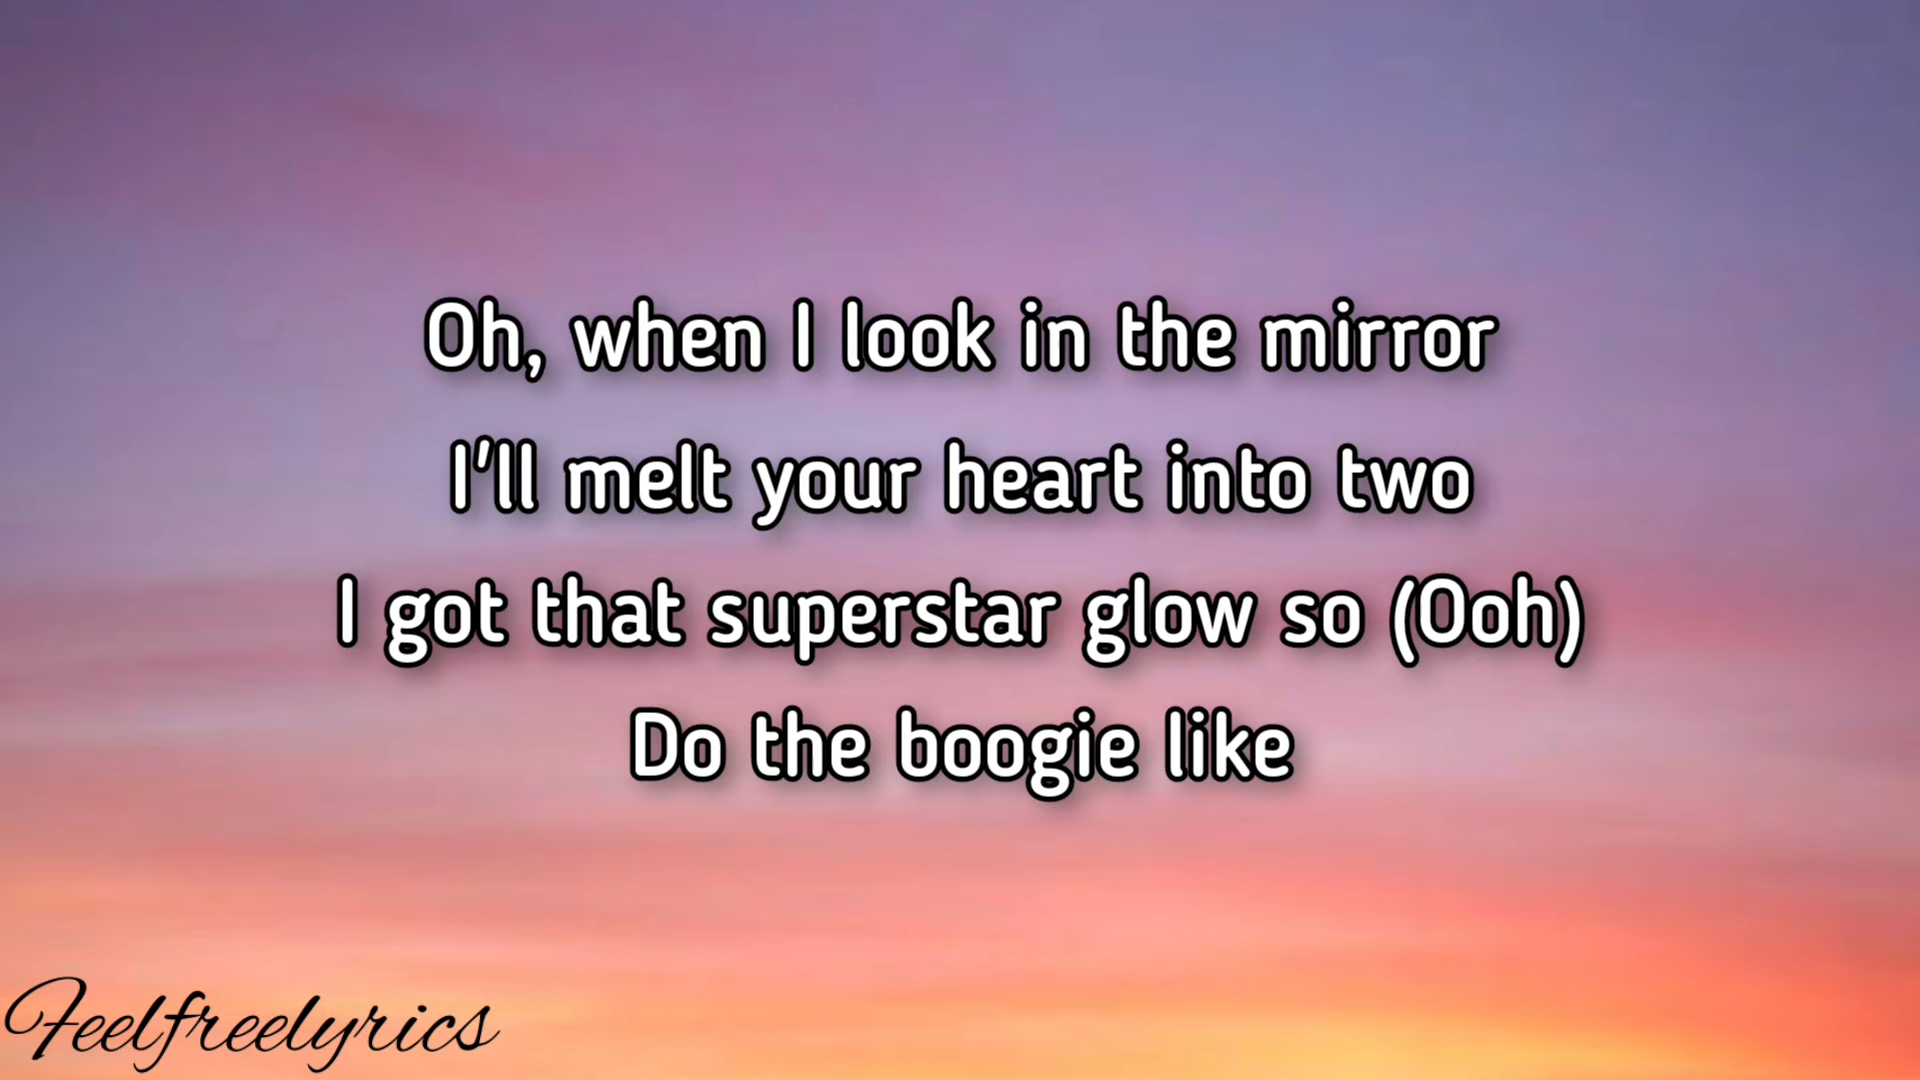 Oh, when I look in the mirror
I'll melt your heart into two
I got that superstar glow so (Ooh)
Do the boogie like
Feelfreelyrics